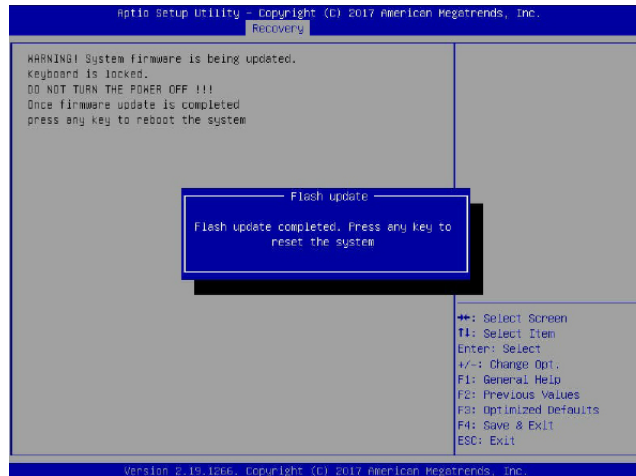 Aptio Setup Utility – Copyright (C) 2017 American Megatrends, Inc.
Recovery
WARNING! System firmware is being updated.
Keyboard is locked.
DO NOT TURN THE POWER OFF !!!
Once firmware update is completed
press any key to reboot the system
Flash update
Flash update completed. Press any key to
reset the system
→←: Select Screen
↑↓: Select Item
Enter: Select
+/-: Change Opt.
F1: General Help
F2: Previous Values
F3: Optimized Defaults
F4: Save & Exit
ESC: Exit
Version 2.19.1266. Copyright (C) 2017 American Megatrends, Inc.